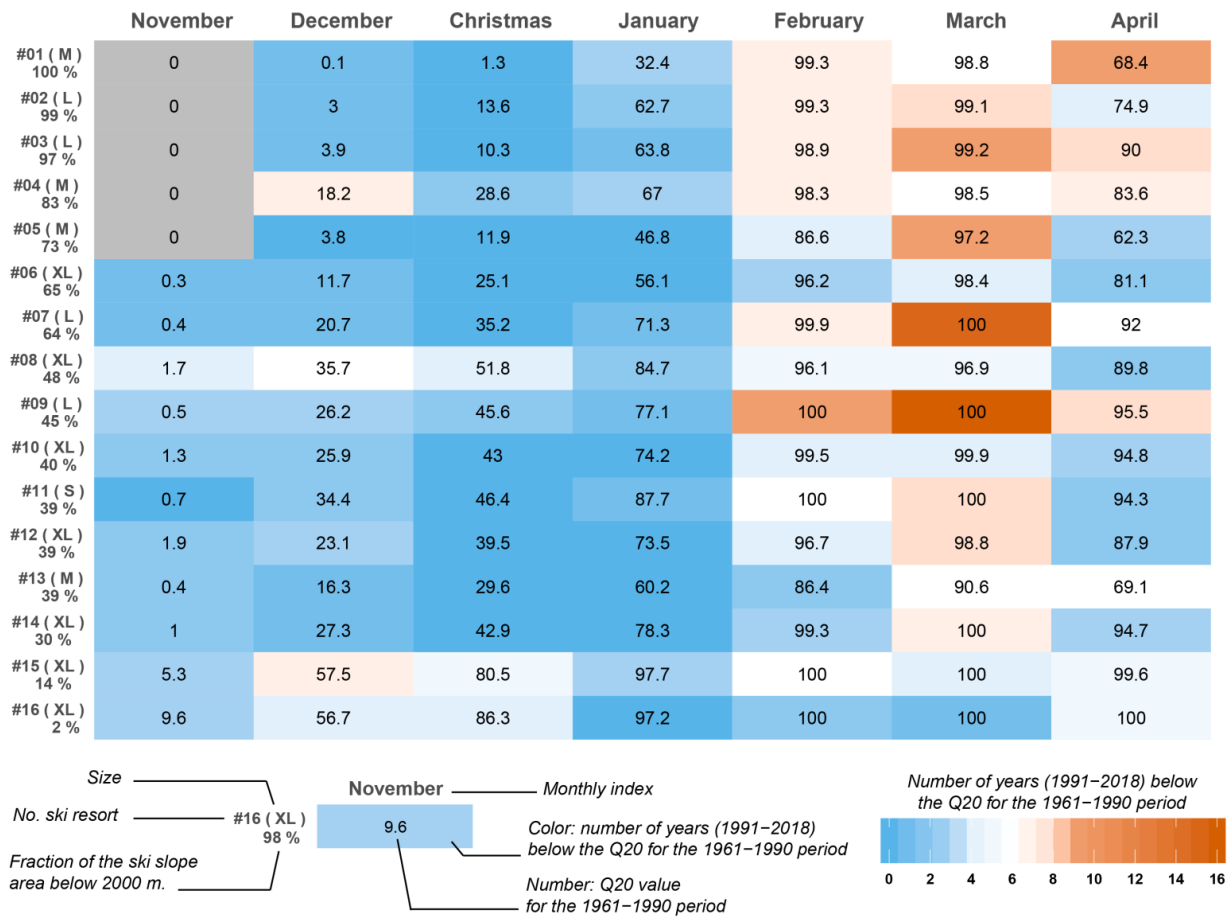 November December Christmas January February March April
#01 ( M ) 0 0.1 1.3 32.4 99.3 98.8 68.4
100 %
#02 ( L ) 0 3 13.6 62.7 99.3 99.1 74.9
99 %
#03 ( L ) 0 3.9 10.3 63.8 98.9 99.2 90
97 %
#04 ( M ) 0 18.2 28.6 67 98.3 98.5 83.6
83 %
#05 ( M ) 0 3.8 11.9 46.8 86.6 97.2 62.3
73 %
#06 ( XL ) 0.3 11.7 25.1 56.1 96.2 98.4 81.1
65 %
#07 ( L ) 0.4 20.7 35.2 71.3 99.9 100 92
64 %
#08 ( XL ) 1.7 35.7 51.8 84.7 96.1 96.9 89.8
48 %
#09 ( L ) 0.5 26.2 45.6 77.1 100 100 95.5
45 %
#10 ( XL ) 1.3 25.9 43 74.2 99.5 99.9 94.8
40 %
#11 ( S ) 0.7 34.4 46.4 87.7 100 100 94.3
39 %
#12 ( XL ) 1.9 23.1 39.5 73.5 96.7 98.8 87.9
39 %
#13 ( M ) 0.4 16.3 29.6 60.2 86.4 90.6 69.1
39 %
#14 ( XL ) 1 27.3 42.9 78.3 99.3 100 94.7
30 %
#15 ( XL ) 5.3 57.5 80.5 97.7 100 100 99.6
14 %
#16 ( XL ) 9.6 56.7 86.3 97.2 100 100 100
2 %
Size
No. ski resort
Fraction of the ski slope
area below 2000 m.
#16 ( XL )
98 %
November
9.6
Monthly index
Color: number of years (1991−2018)
below the Q20 for the 1961−1990 period
Number: Q20 value
for the 1961−1990 period
Number of years (1991−2018) below
the Q20 for the 1961−1990 period
0 2 4 6 8 10 12 14 16